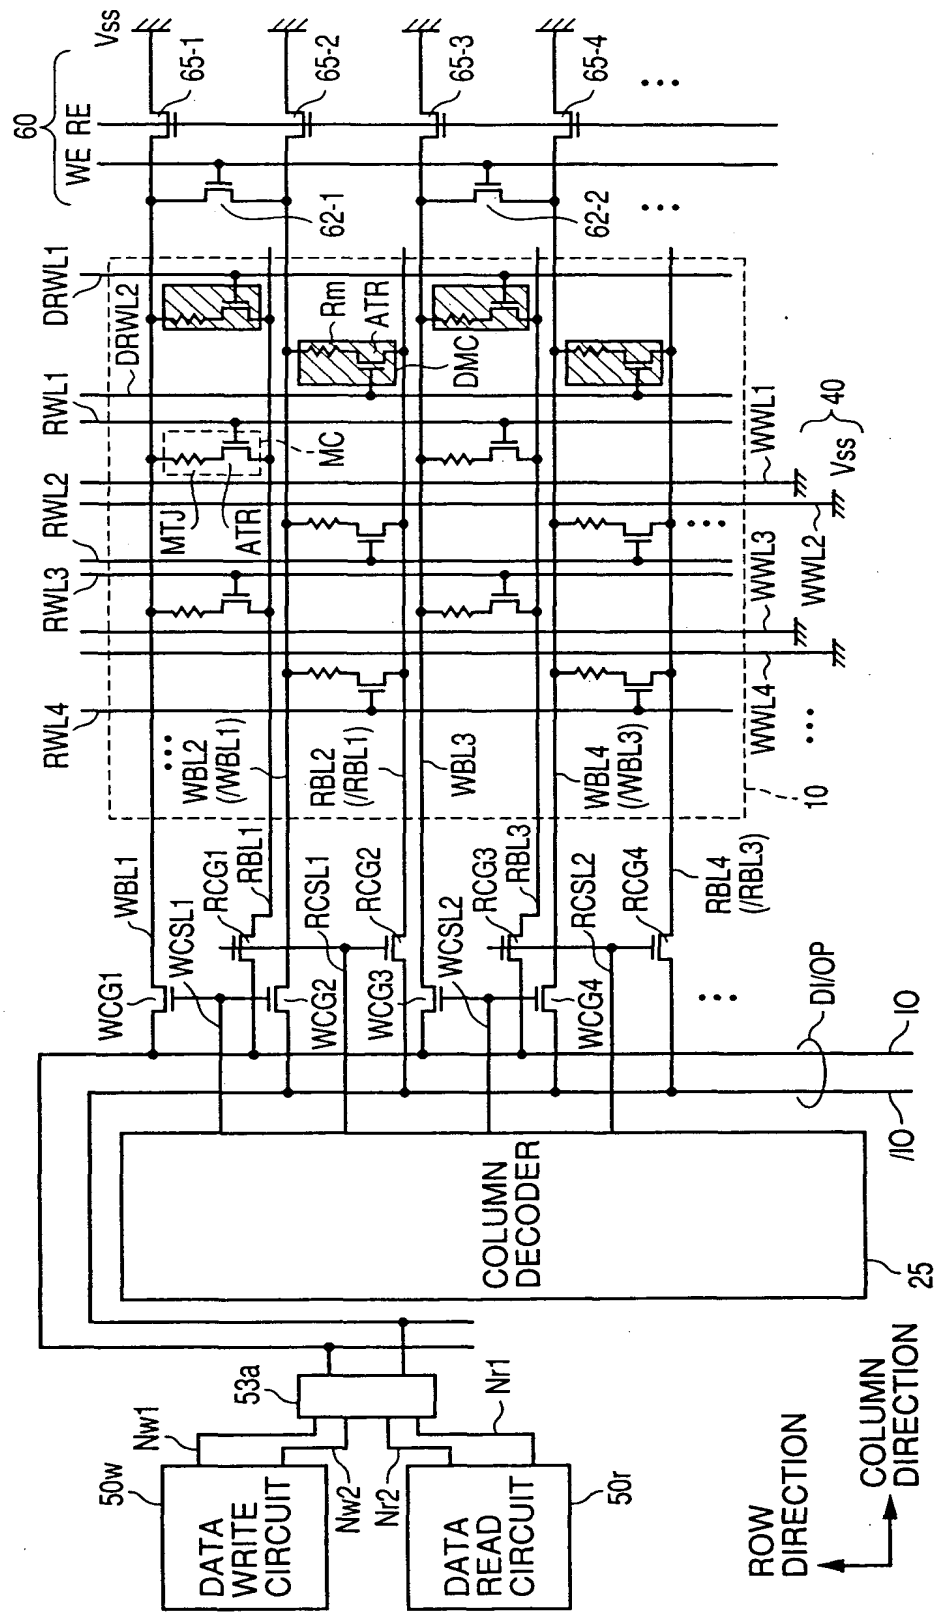 60
WE
RE
Vss
65-1
65-2
65-3
65-4
62-1
62-2
DRWL1
DRWL2
RWL1
RWL2
RWL3
RWL4
Rm
ATR
DMC
MC
MTJ
ATR
WWL1
40
Vss
WWL2
WWL3
WWL4
10
WBL2
(/WBL1)
RBL2
(/RBL1)
WBL3
WBL4
(/WBL3)
WBL1
RBL1
RBL3
RBL4
(/RBL3)
WCG1
WCSL1
RCG1
WCG2
RCSL1
RCG2
WCG3
WCSL2
RCG3
WCG4
RCSL2
RCG4
DI/OP
IO
/IO
COLUMN
DECODER
25
53a
Nw1
Nw2
Nr2
Nr1
50w
DATA
WRITE
CIRCUIT
DATA
READ
CIRCUIT
50r
ROW
DIRECTION
COLUMN
DIRECTION